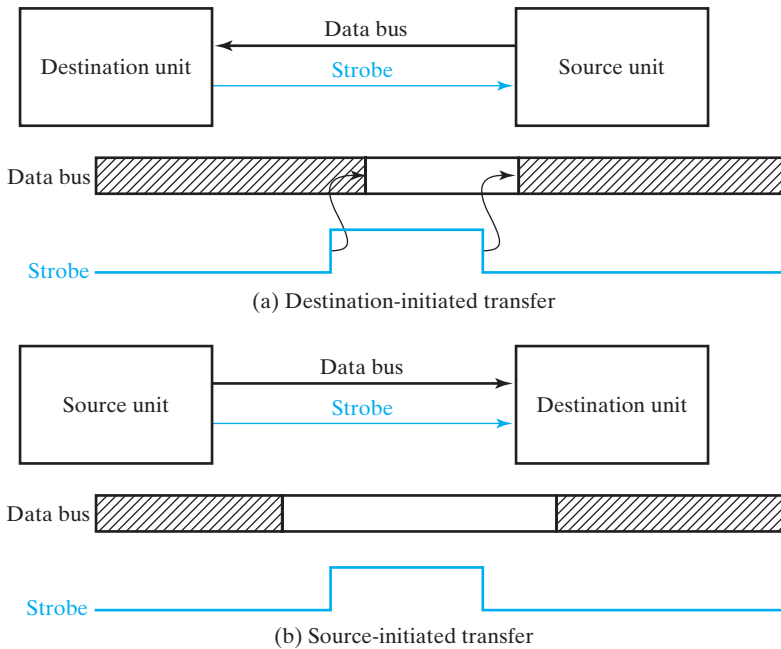 Destination unit
Data bus
Strobe
Source unit
Data bus
Strobe
(a) Destination-initiated transfer
Source unit
Data bus
Strobe
Destination unit
Data bus
Strobe
(b) Source-initiated transfer